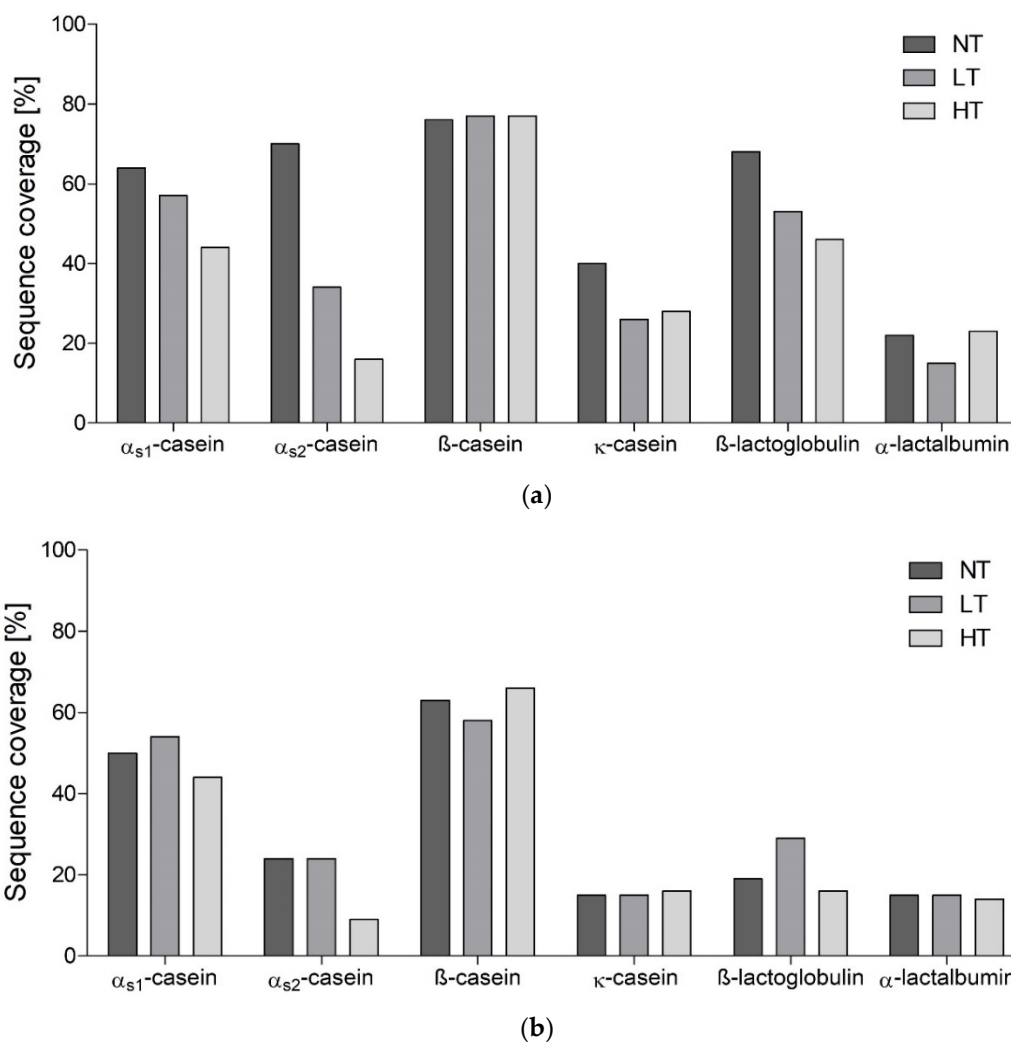 100
80
60
40
20
0
Sequence coverage [%]
NT
LT
HT
αs1-casein αs2-casein ß-casein κ-casein ß-lactoglobulin α-lactalbumin
(a)
100
80
60
40
20
0
Sequence coverage [%]
NT
LT
HT
αs1-casein αs2-casein ß-casein κ-casein ß-lactoglobulin α-lactalbumin
(b)